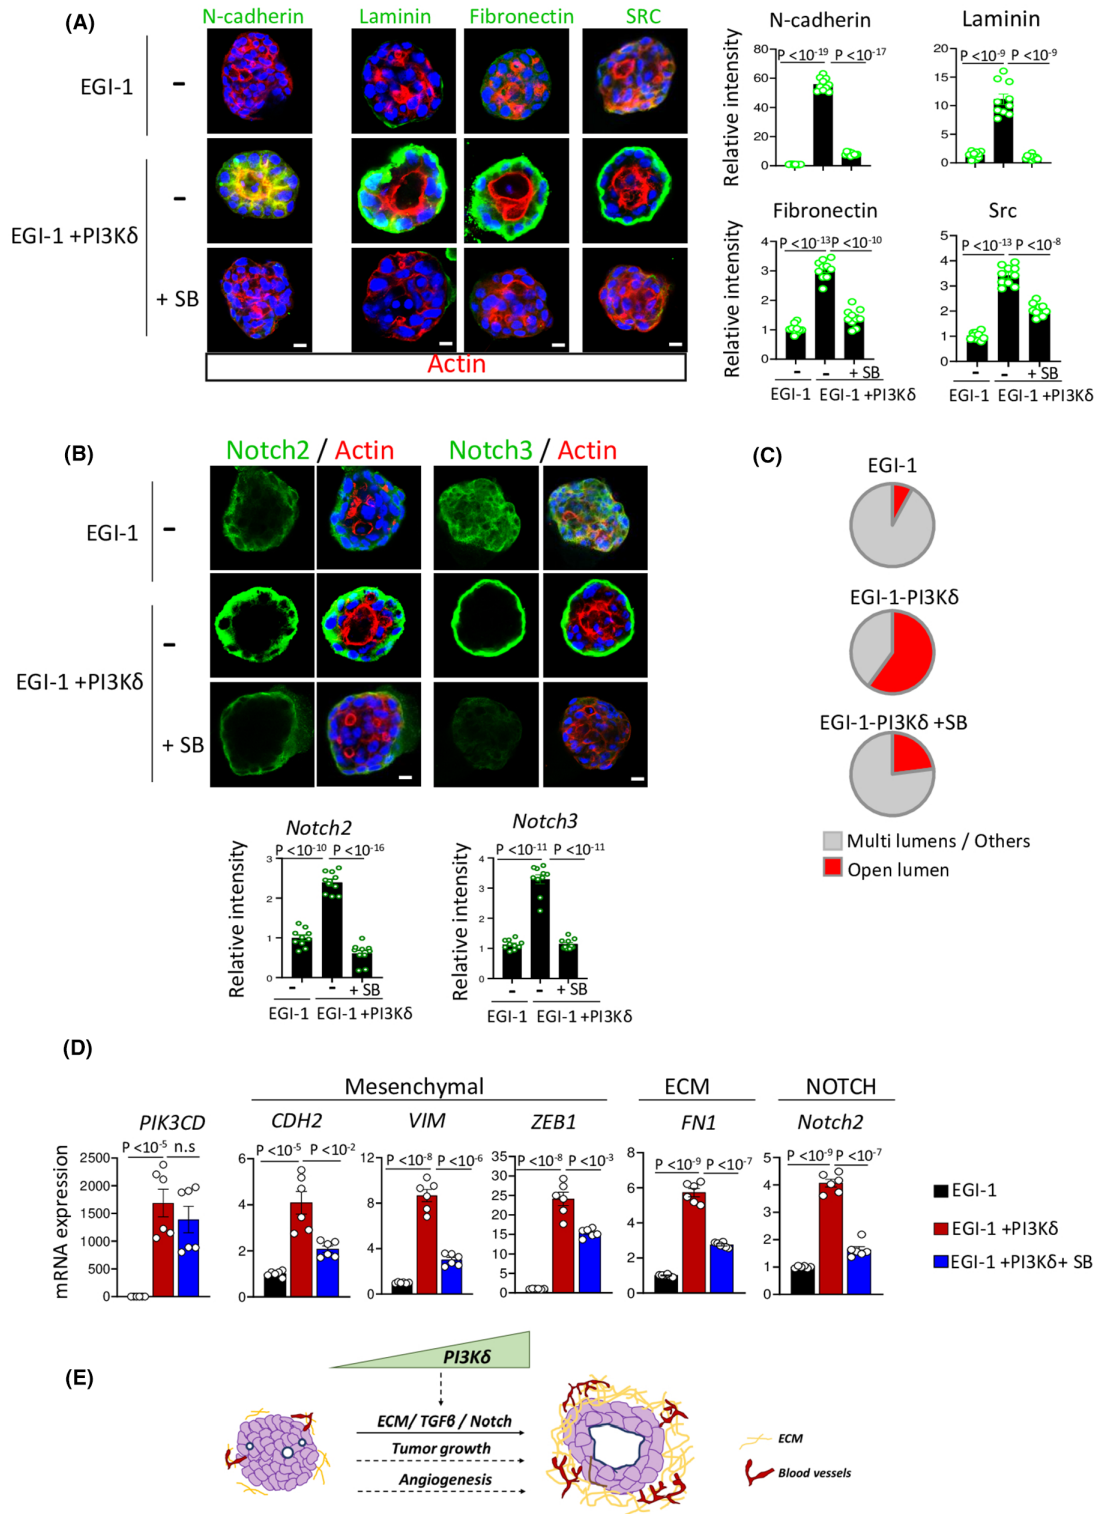 (A)
N-cadherin Laminin Fibronectin SRC
EGI-1 -
EGI-1 +PI3Kδ -
+ SB
Actin
N-cadherin
Relative intensity
80
60
40
20
0
P <10-19 P <10-17
Laminin
20
15
10
5
0
P <10-9 P <10-9
Fibronectin
Relative intensity
4
3
2
1
0
P <10-13 P <10-10
- - + SB
EGI-1 EGI-1 +PI3Kδ
Src
5
4
3
2
1
0
P <10-13 P <10-8
- - + SB
EGI-1 EGI-1 +PI3Kδ
(B)
Notch2 / Actin Notch3 / Actin
EGI-1 -
EGI-1 +PI3Kδ -
+ SB
Notch2
Relative intensity
3
2
1
0
P <10-10 P <10-16
- - + SB
EGI-1 EGI-1 +PI3Kδ
Notch3
Relative intensity
4
3
2
1
0
P <10-11 P <10-11
- - + SB
EGI-1 EGI-1 +PI3Kδ
(C)
EGI-1
EGI-1-PI3Kδ
EGI-1-PI3Kδ +SB
Multi lumens / Others
Open lumen
(D)
Mesenchymal ECM NOTCH
PIK3CD CDH2 VIM ZEB1 FN1 Notch2
mRNA expression
P <10-5 n.s
2500
2000
1500
1000
500
0
P <10-5 P <10-2
6
4
2
0
P <10-8 P <10-6
12
8
4
0
P <10-8 P <10-3
35
30
25
20
15
10
5
0
P <10-9 P <10-7
8
6
4
2
0
P <10-9 P <10-7
5
4
3
2
1
0
EGI-1
EGI-1 +PI3Kδ
EGI-1 +PI3Kδ+ SB
(E)
PI3Kδ
ECM/ TGFβ / Notch
Tumor growth
Angiogenesis
ECM
Blood vessels